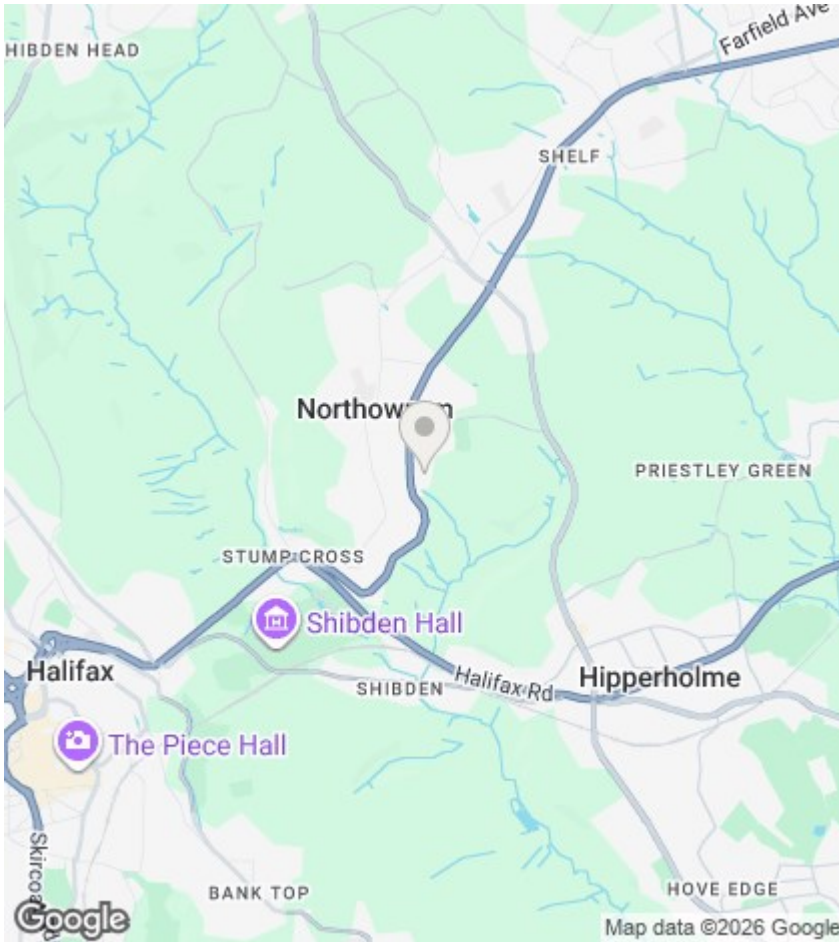 HIBDEN HEAD
Farfield Ave
SHELF
PRIESTLEY GREEN
STUMP CROSS
Shibden Hall
Halifax
Halifax Rd
Hipperholme
SHIBDEN
The Piece Hall
BANK TOP
HOVE EDGE
Google
Map data ©2026 Google